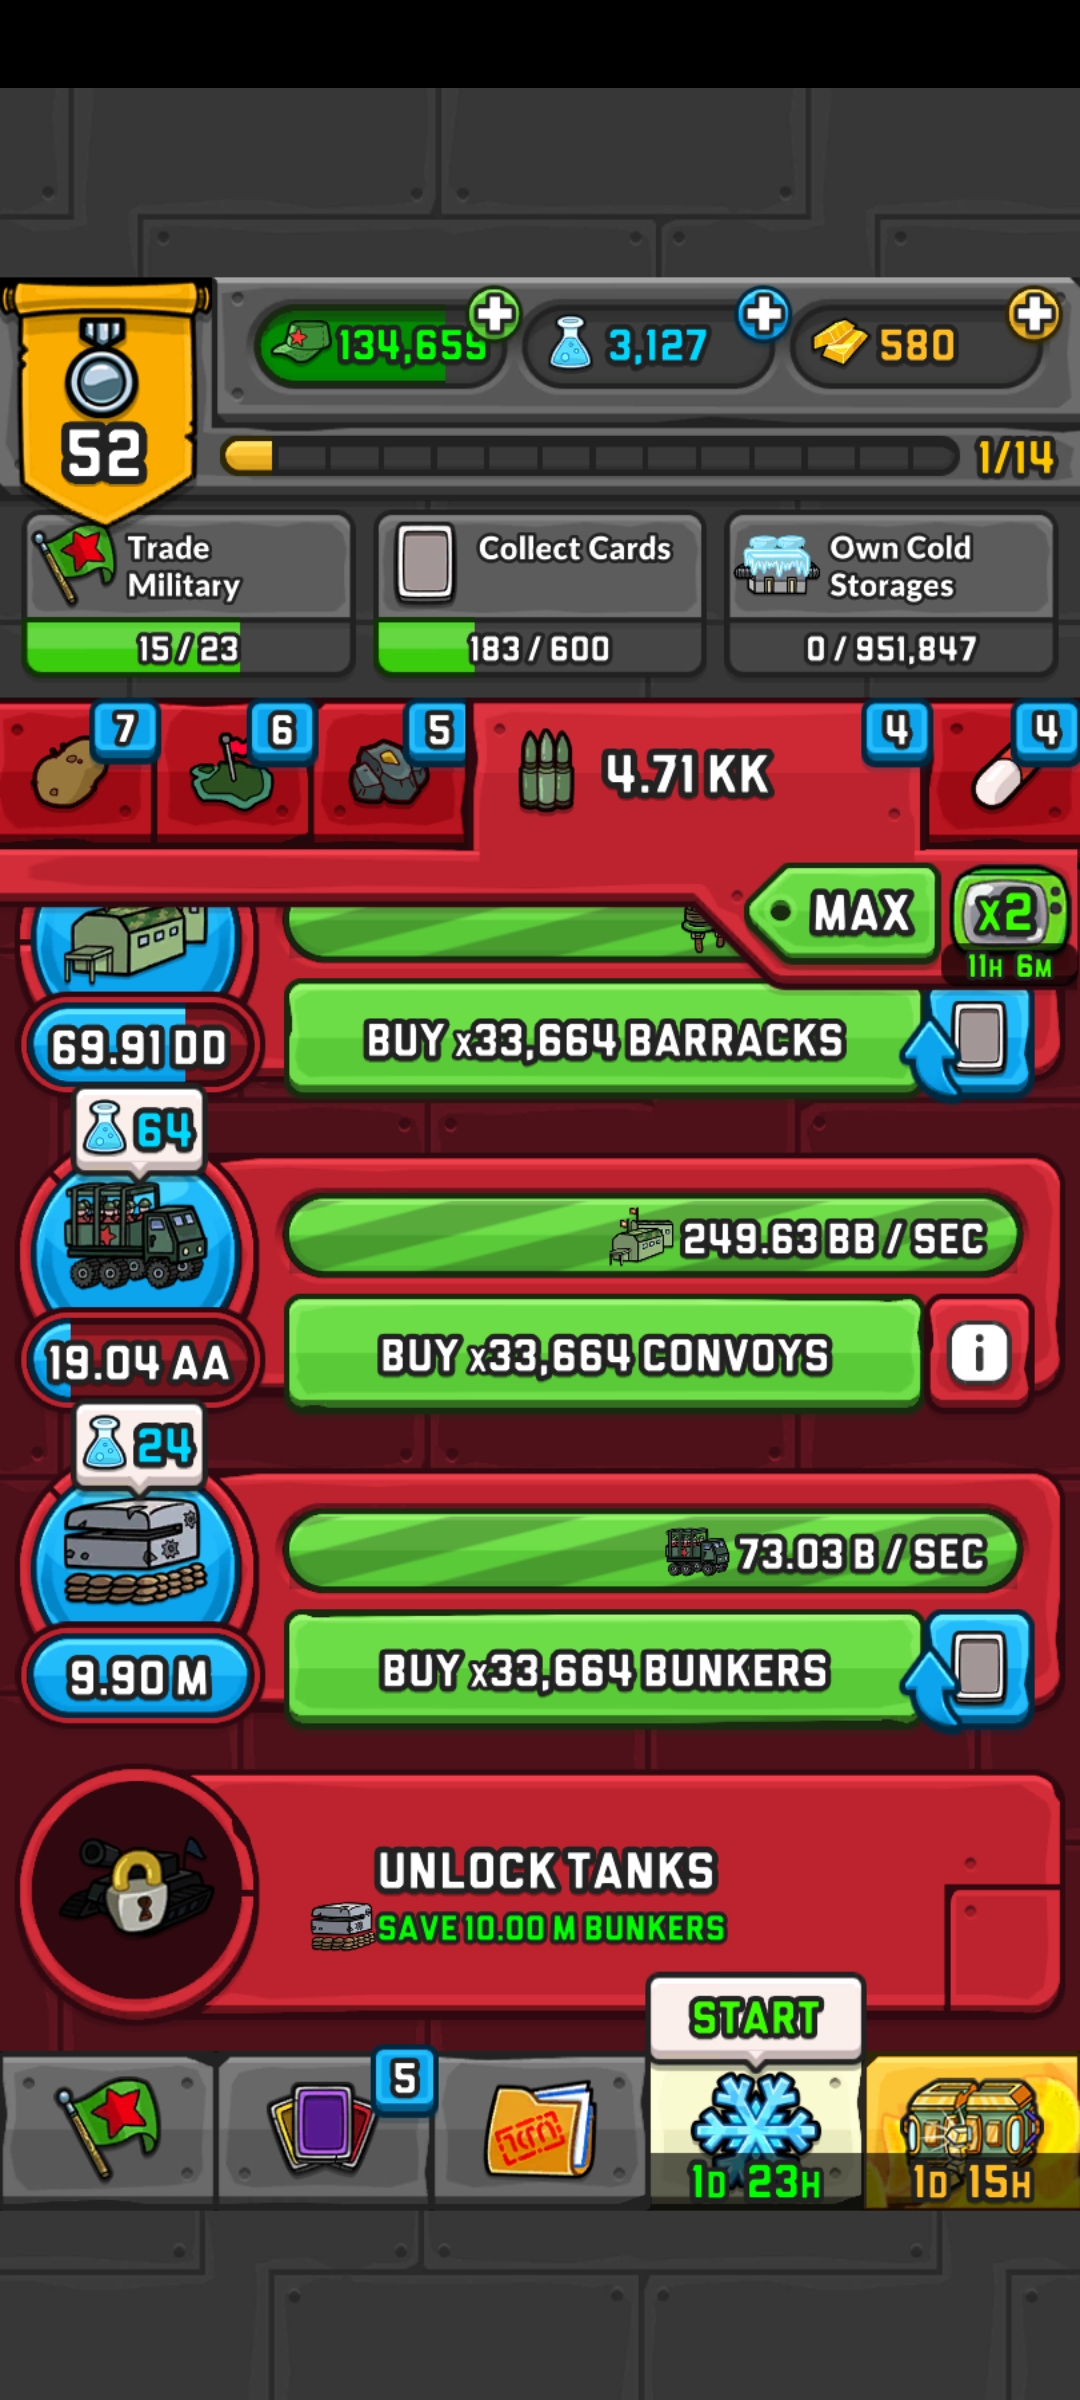 134,659
3,127
580
52
1/14
Trade
Military
Collect Cards
Own Cold
Storages
15/23
183/600
0/951,847
7
6
5
4.71 KK
4
4
MAX
x2
11H 6M
69.91 DD
BUY x33,664 BARRACKS
64
249.63 BB / SEC
19.04 AA
BUY x33,664 CONVOYS
i
24
73.03 B / SEC
9.90 M
BUY x33,664 BUNKERS
UNLOCK TANKS
SAVE 10.00 M BUNKERS
START
5
1D 23H
1D 15H